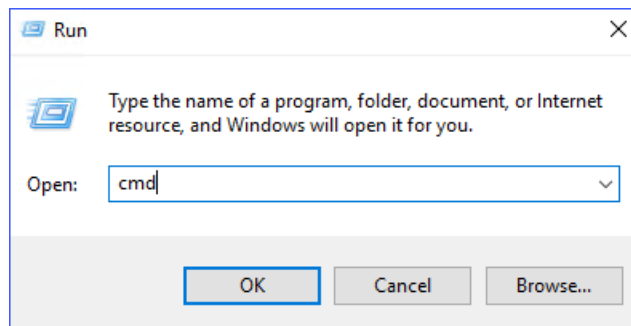 Run
Type the name of a program, folder, document, or Internet
resource, and Windows will open it for you.
Open: cmd
OK Cancel Browse...